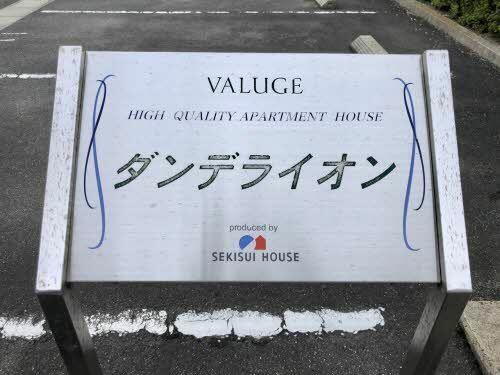 VALUGE
HIGH QUALITY APARTMENT HOUSE
ダンデライオン
produced by
SEKISUI HOUSE